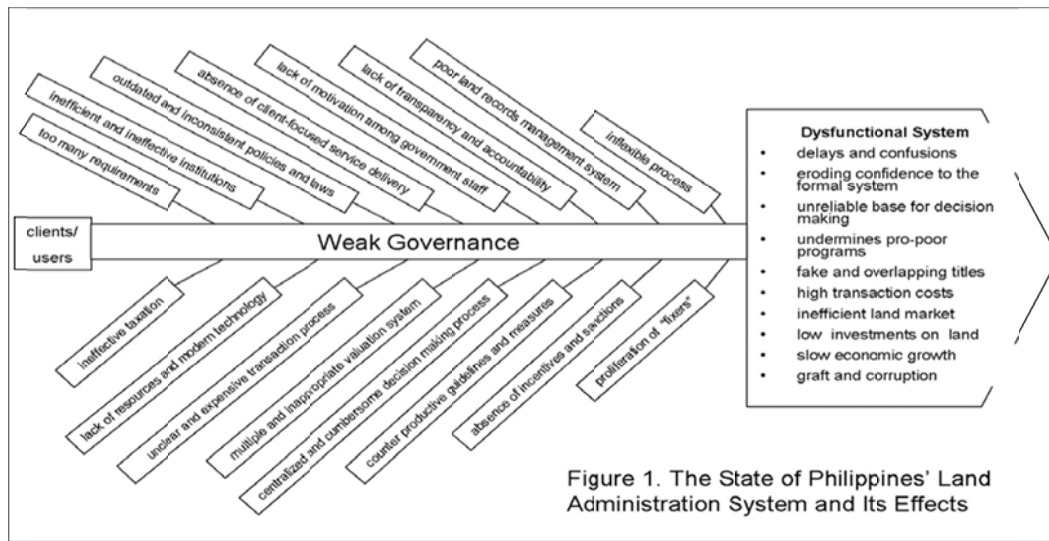 too many requirements
inefficient and ineffective institutions
outdated and inconsistent policies and laws
absence of client-focused service delivery
lack of motivation among government staff
lack of transparency and accountability
poor land records management system
inflexible process
clients/
users
Weak Governance
ineffective taxation
lack of resources and modern technology
unclear and expensive transaction process
multiple and inappropriate valuation system
centralized and cumbersome decision making process
counter productive guidelines and measures
absence of incentives and sanctions
proliferation of "fixers"
Dysfunctional System
• delays and confusions
• eroding confidence to the
formal system
• unreliable base for decision
making
• undermines pro-poor
programs
• fake and overlapping titles
• high transaction costs
• inefficient land market
• low investments on land
• slow economic growth
• graft and corruption
Figure 1. The State of Philippines' Land
Administration System and Its Effects